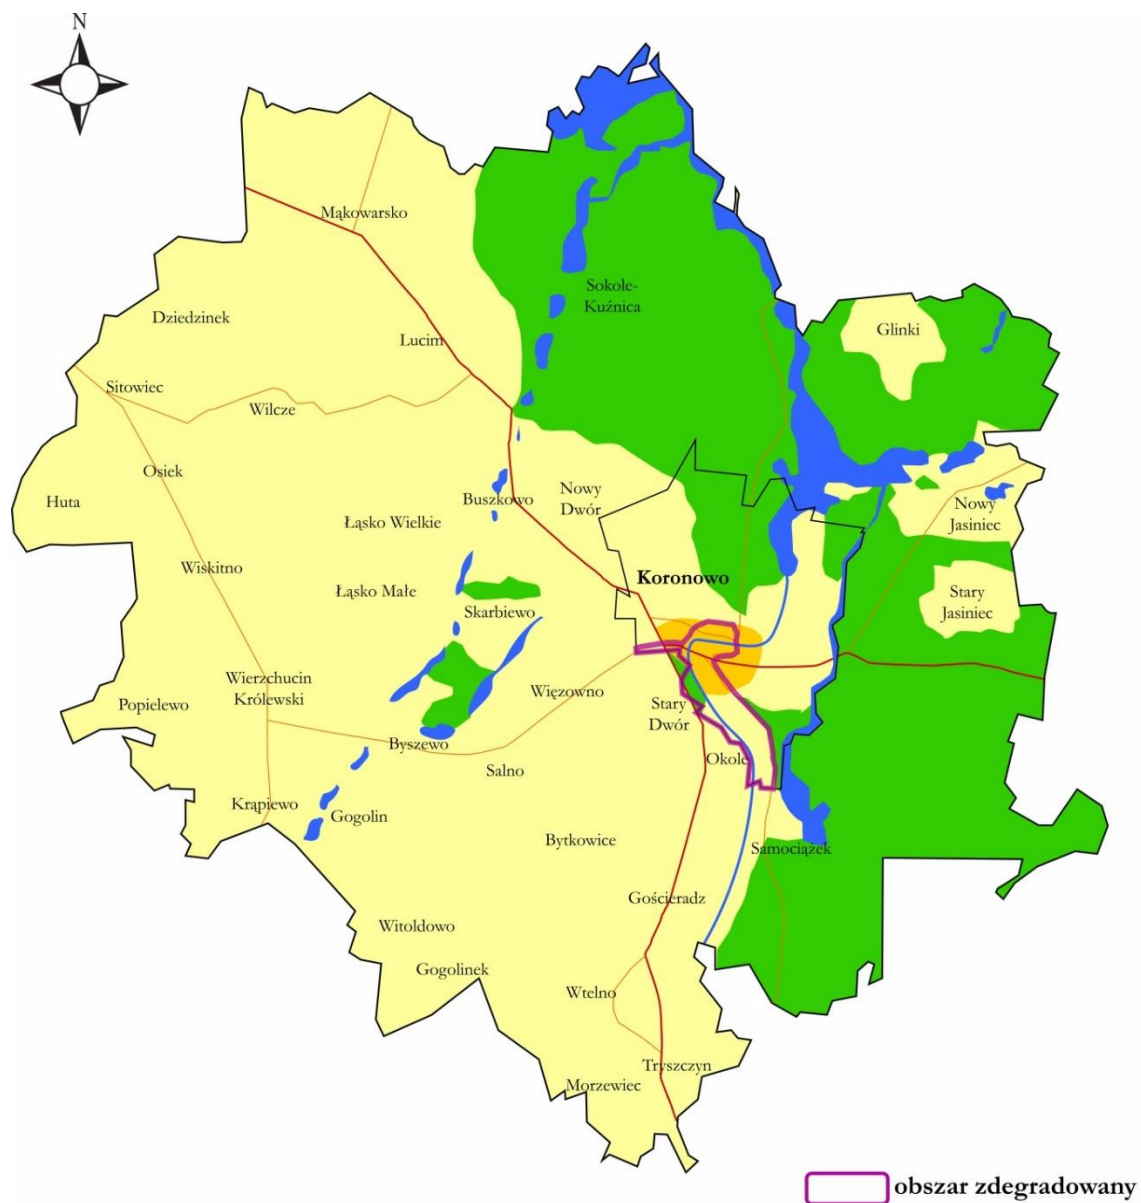 N
Mąkowarsko
Sokole-
Kuźnica
Dziedzinek
Glinki
Lucim
Sitowiec
Wilcze
Osiek
Huta
Buszkowo
Nowy
Dwór
Łąsko Wielkie
Nowy
Jasiniec
Wiskitno
Koronowo
Łąsko Małe
Skarbiewo
Stary
Jasiniec
Wierzchucin
Królewski
Więzowno
Popielewo
Stary
Dwór
Byszewo
Salno
Okole
Krąpiewo
Gogolin
Bytkowice
Samociążek
Gościeradz
Witoldowo
Gogolinek
Wtelno
Tryszczyn
Morzewiec
obszar zdegradowany